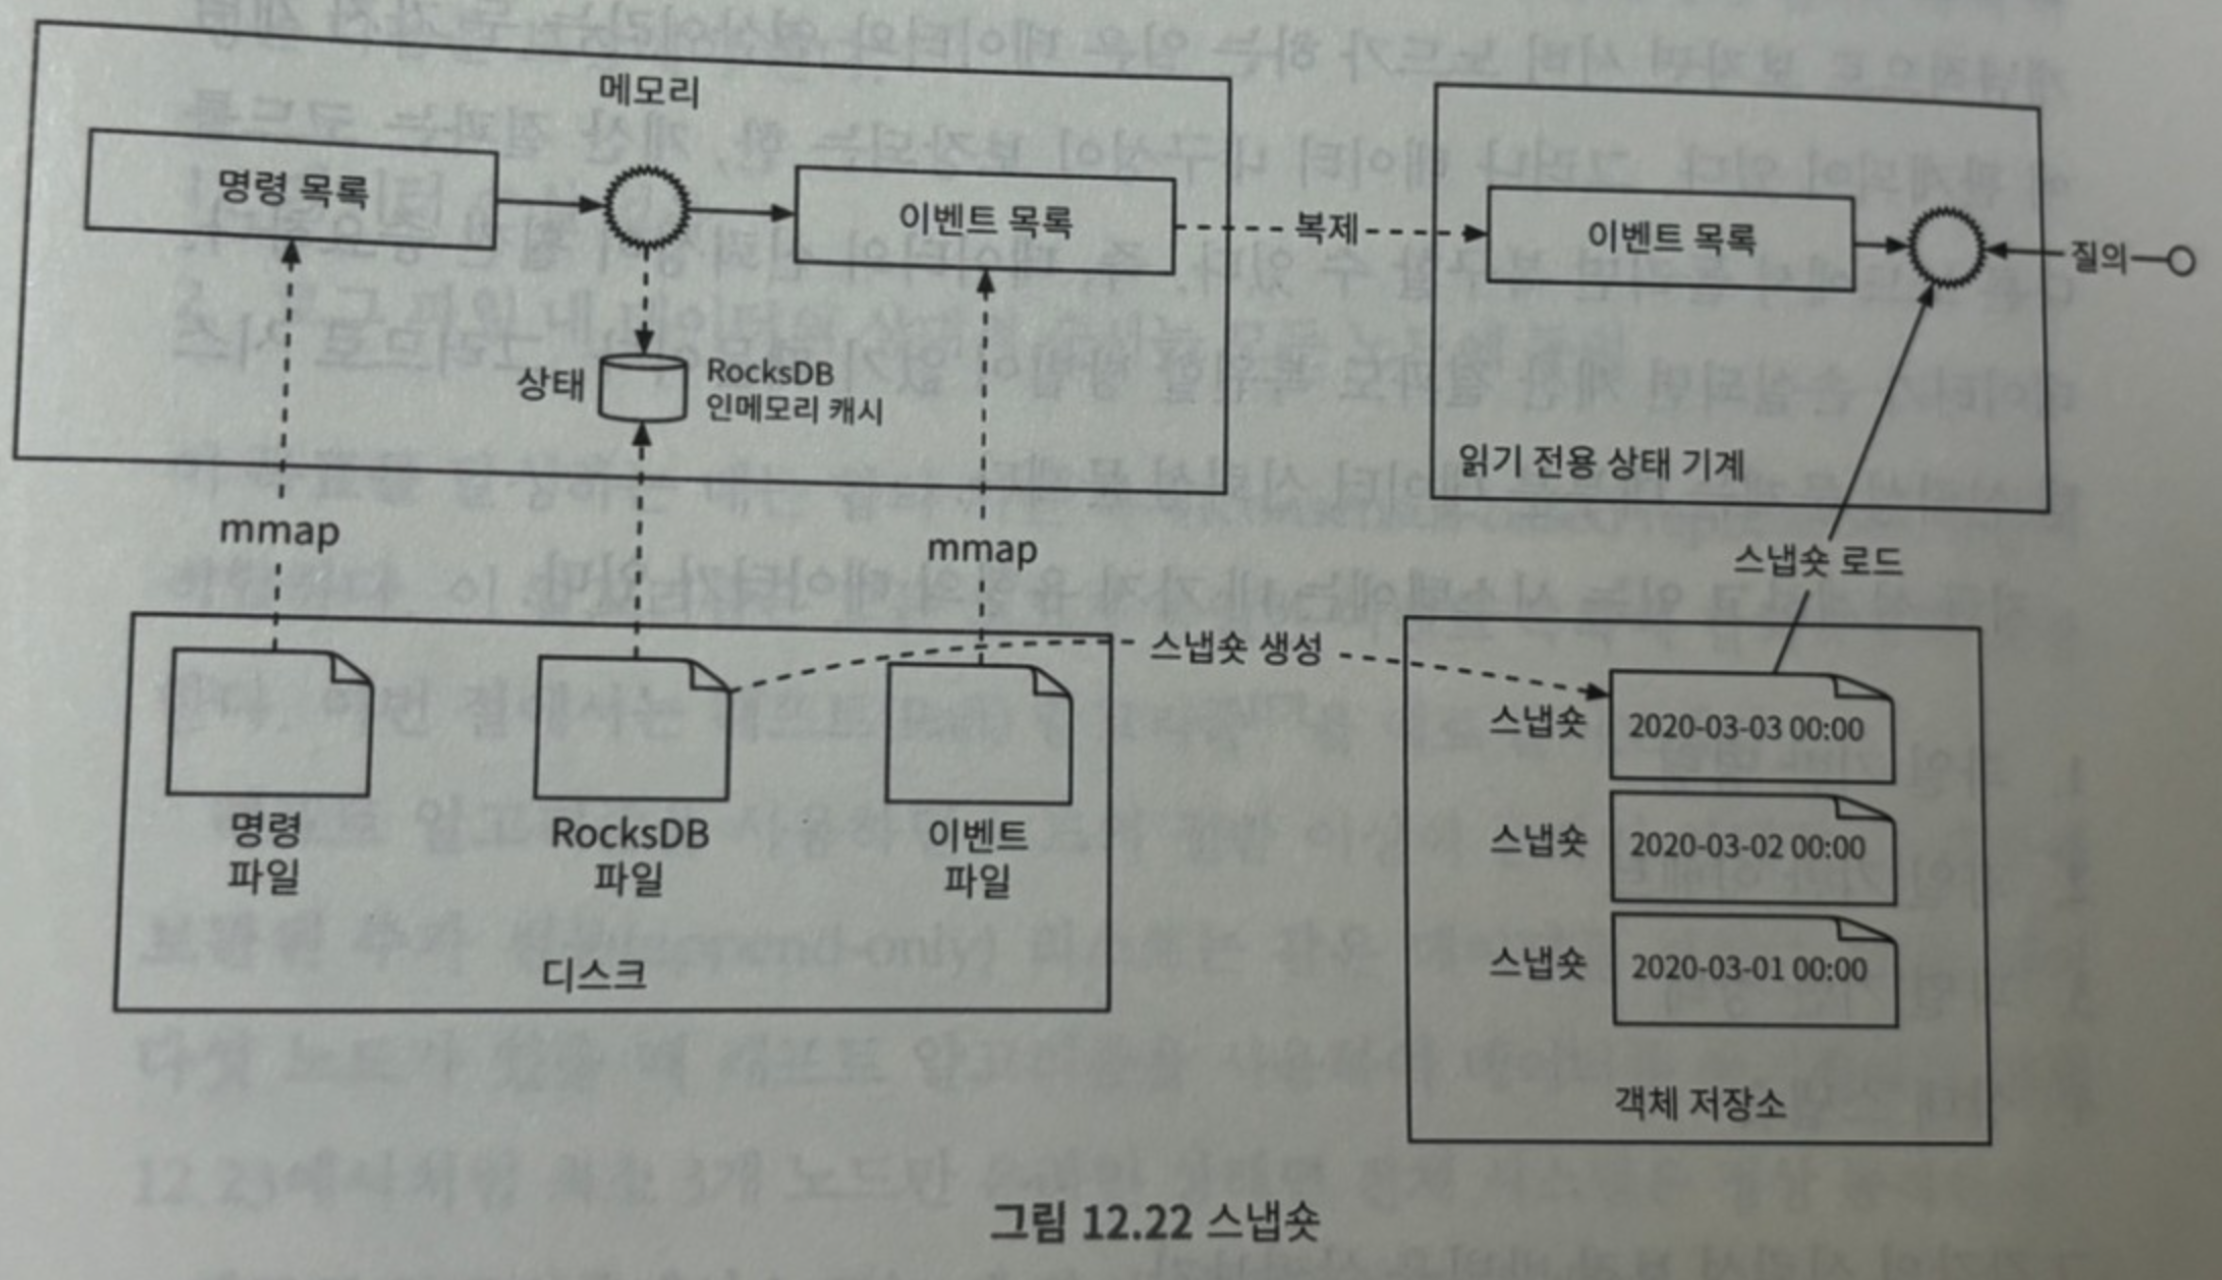 메모리
명령 목록
이벤트 목록
복제
이벤트 목록
질의
상태
RocksDB
인메모리 캐시
읽기 전용 상태 기계
mmap
mmap
스냅숏 로드
스냅숏 생성
스냅숏
2020-03-03 00:00
스냅숏
2020-03-02 00:00
스냅숏
2020-03-01 00:00
명령
파일
RocksDB
파일
이벤트
파일
디스크
객체 저장소
그림 12.22 스냅숏